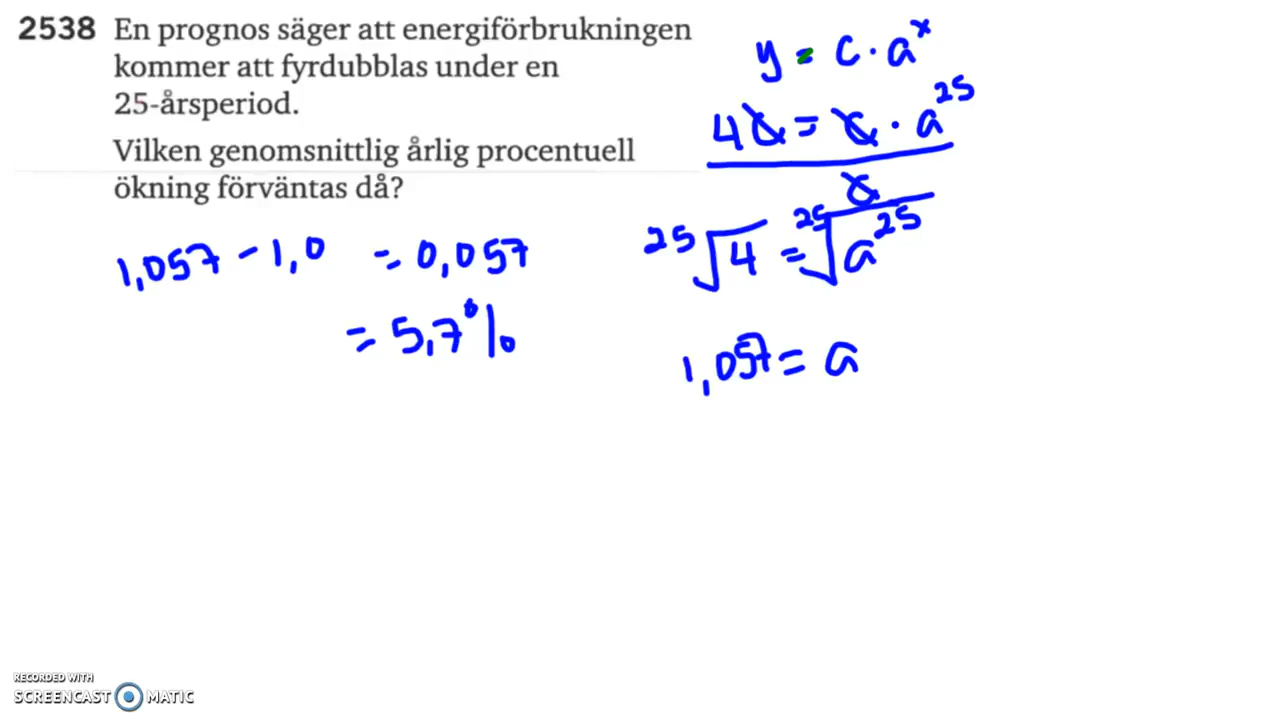 2538 En prognos säger att energiförbrukningen
kommer att fyrdubblas under en
25-årsperiod.
Vilken genomsnittlig årlig procentuell
ökning förväntas då?
y = C · a^x
4C = C · a^25
C
25√4 = 25√a^25
1,057 = a
1,057 - 1,0 = 0,057
= 5,7 %
RECORDED WITH
SCREENCAST MATIC